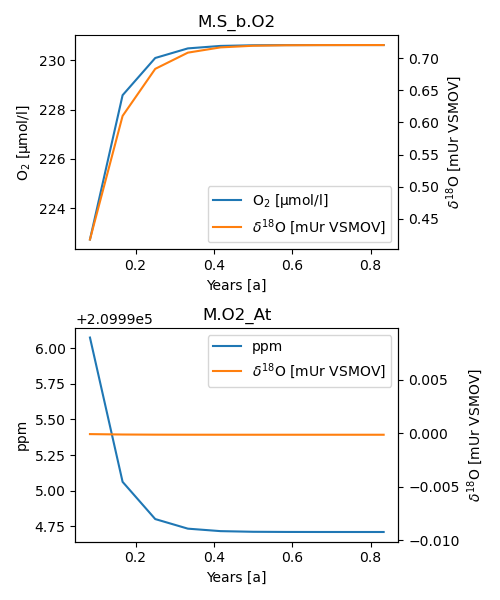 M.S_b.O2
230
228
226
224
O₂ [µmol/l]
0.70
0.65
0.60
0.55
0.50
0.45
δ¹⁸O [mUr VSMOV]
O₂ [µmol/l]
δ¹⁸O [mUr VSMOV]
0.2 0.4 0.6 0.8
Years [a]
M.O2_At
+2.0999e5
6.00
5.75
5.50
5.25
5.00
4.75
ppm
0.005
0.000
−0.005
−0.010
δ¹⁸O [mUr VSMOV]
ppm
δ¹⁸O [mUr VSMOV]
0.2 0.4 0.6 0.8
Years [a]